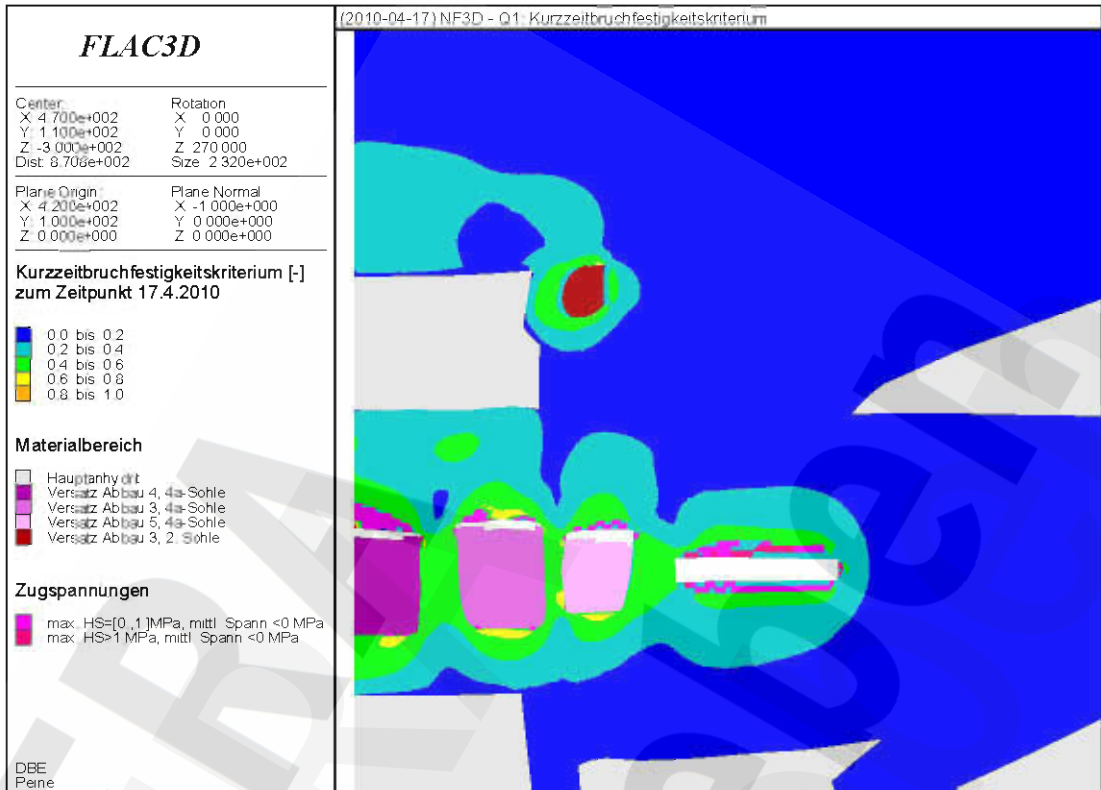 (2010-04-17) NF3D - Q1: Kurzzeitbruchfestigkeitskriterium
FLAC3D
Center: Rotation
X: 4.700e+002 X: 0.000
Y: 1.100e+002 Y: 0.000
Z: -3.000e+002 Z: 270.000
Dist: 8.708e+002 Size: 2.320e+002
Plane Origin: Plane Normal
X: 4.200e+002 X: -1.000e+000
Y: 1.000e+002 Y: 0.000e+000
Z: 0.000e+000 Z: 0.000e+000
Kurzzeitbruchfestigkeitskriterium [-]
zum Zeitpunkt 17.4.2010
0.0 bis 0.2
0.2 bis 0.4
0.4 bis 0.6
0.6 bis 0.8
0.8 bis 1.0
Materialbereich
Hauptanhydrit
Versatz Abbau 4, 4a-Sohle
Versatz Abbau 3, 4a-Sohle
Versatz Abbau 5, 4a-Sohle
Versatz Abbau 3, 2. Sohle
Zugspannungen
max. HS=[0.,1.]MPa, mittl. Spann.<0 MPa
max. HS>1 MPa, mittl. Spann.<0 MPa
DBE
Peine